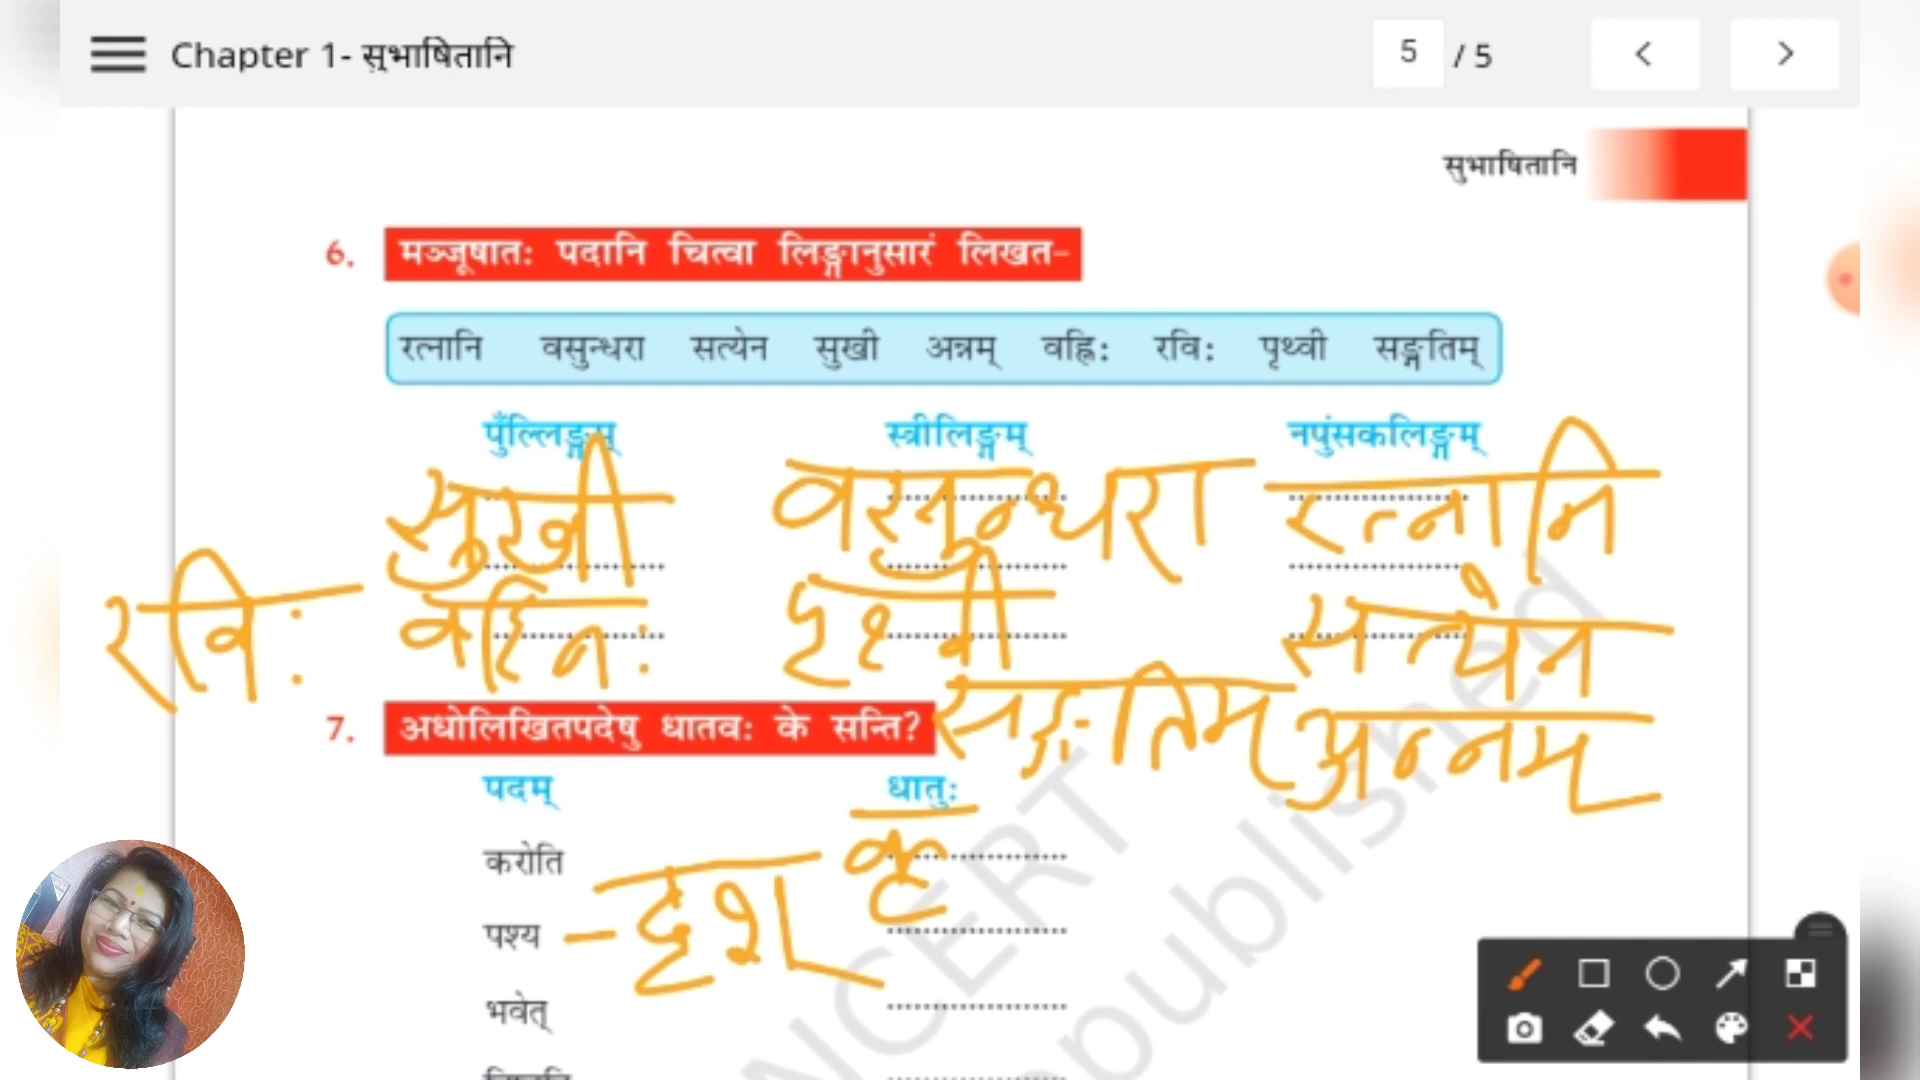 Chapter 1- सुभाषितानि
5 / 5
सुभाषितानि
6. मञ्जूषातः पदानि चित्वा लिङ्गानुसारं लिखत-
रत्नानि वसुन्धरा सत्येन सुखी अन्नम् वह्निः रविः पृथ्वी सङ्गतिम्
पुँल्लिङ्गम् स्त्रीलिङ्गम् नपुंसकलिङ्गम्
सुखी वसुन्धरा रत्नानि
रविः वह्निः पृथ्वी सत्येन
सङ्गतिम् अन्नम्
7. अधोलिखितपदेषु धातवः के सन्ति?
पदम् धातुः
करोति कृ
पश्य - दृश्
भवेत्
NCERT
republished